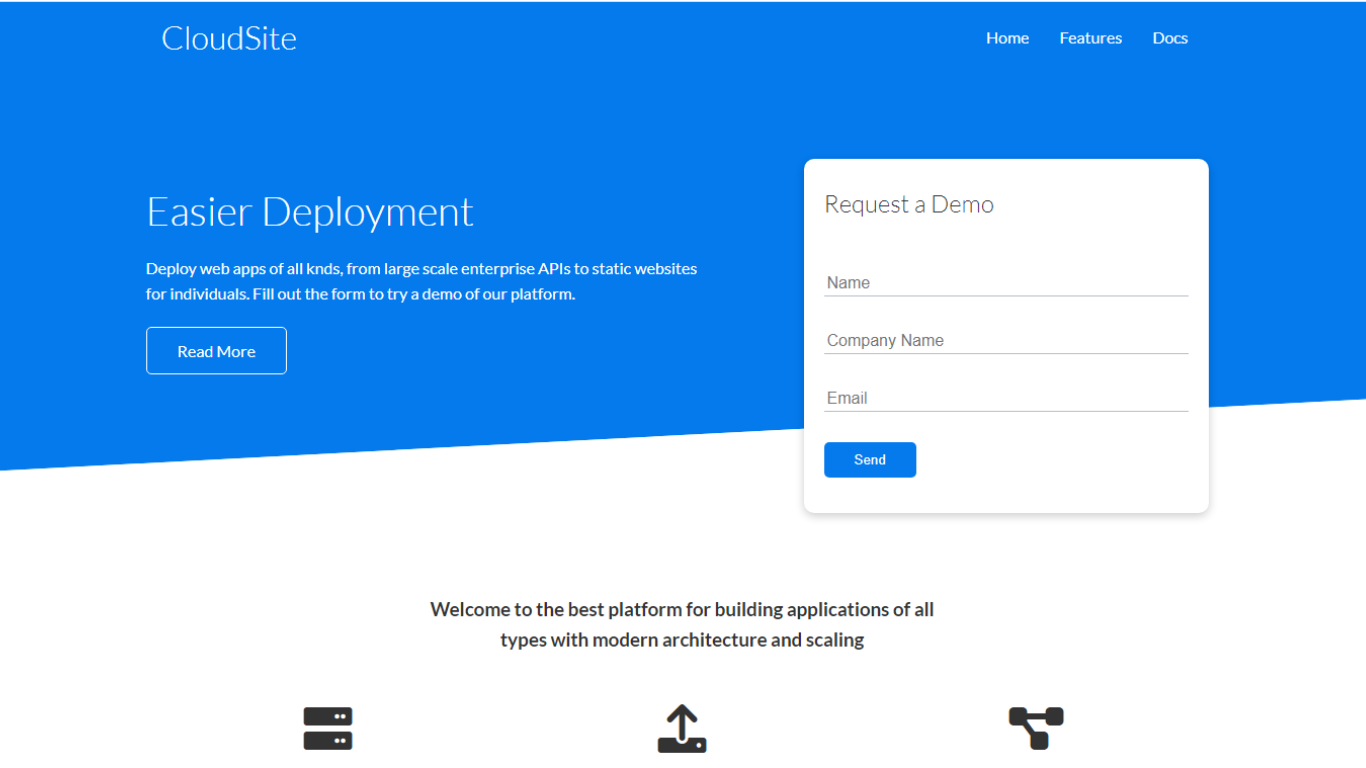 CloudSite
Home Features Docs
Easier Deployment
Deploy web apps of all knds, from large scale enterprise APIs to static websites
for individuals. Fill out the form to try a demo of our platform.
Read More
Request a Demo
Name
Company Name
Email
Send
Welcome to the best platform for building applications of all
types with modern architecture and scaling